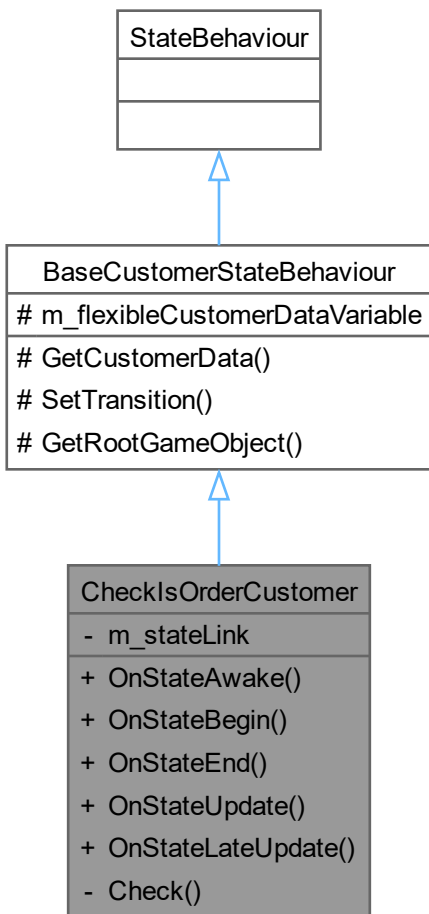 StateBehaviour
BaseCustomerStateBehaviour
# m_flexibleCustomerDataVariable
# GetCustomerData()
# SetTransition()
# GetRootGameObject()
CheckIsOrderCustomer
- m_stateLink
+ OnStateAwake()
+ OnStateBegin()
+ OnStateEnd()
+ OnStateUpdate()
+ OnStateLateUpdate()
- Check()